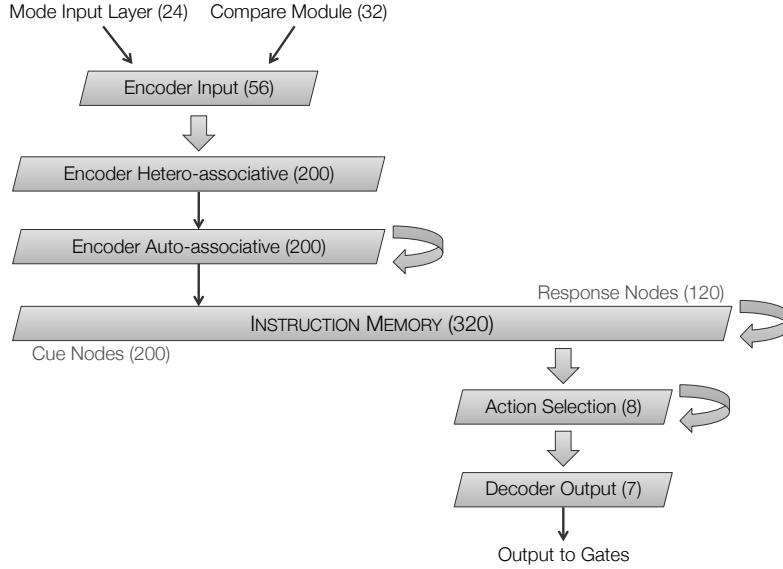 Mode Input Layer (24) Compare Module (32)
Encoder Input (56)
Encoder Hetero-associative (200)
Encoder Auto-associative (200)
Response Nodes (120)
INSTRUCTION MEMORY (320)
Cue Nodes (200)
Action Selection (8)
Decoder Output (7)
Output to Gates